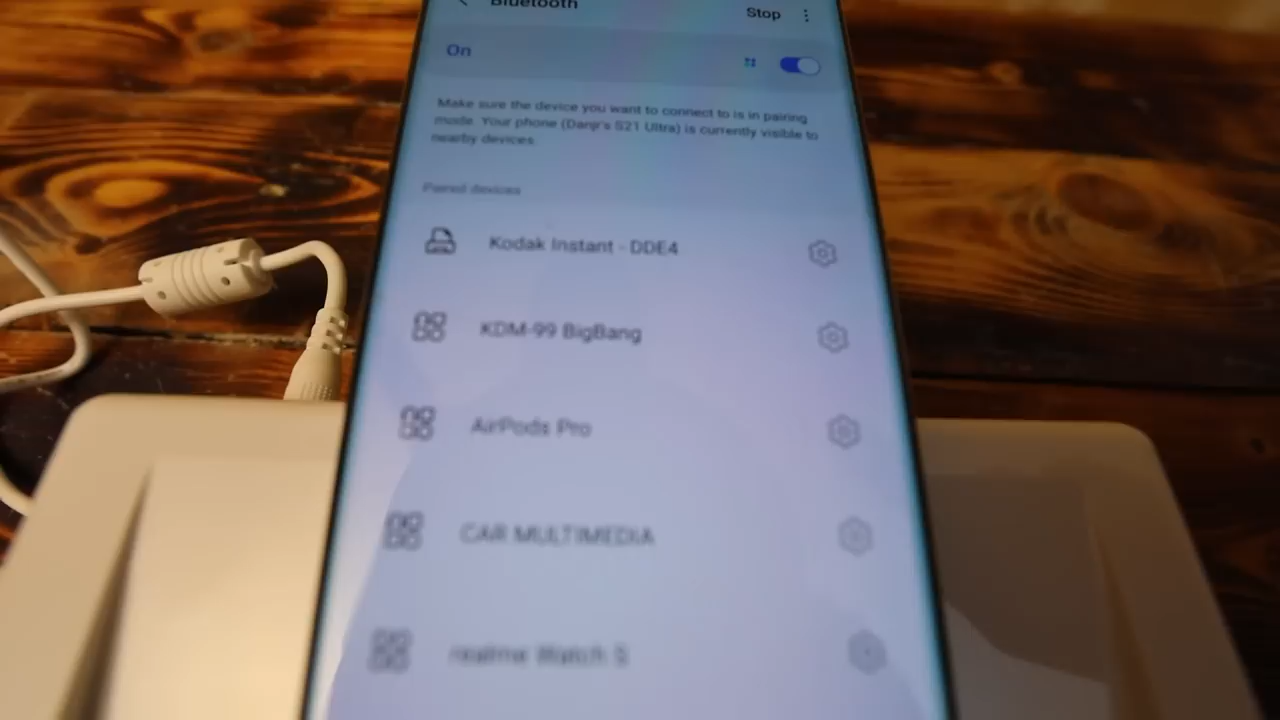 Bluetooth
Stop
On
Make sure the device you want to connect to is in pairing
mode. Your phone (Danji's S21 Ultra) is currently visible to
nearby devices.
Paired devices
Kodak Instant - DDE4
KDM-99 BigBang
AirPods Pro
CAR MULTIMEDIA
realme Watch S